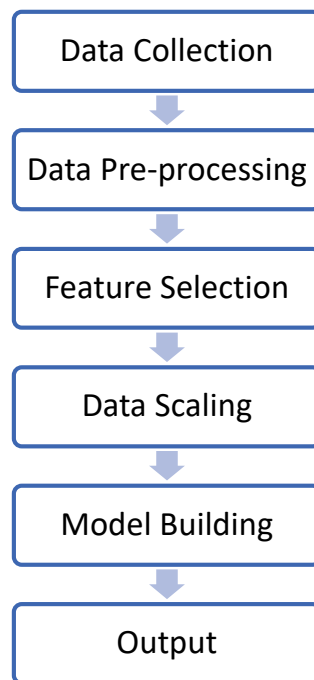 Data Collection
Data Pre-processing
Feature Selection
Data Scaling
Model Building
Output